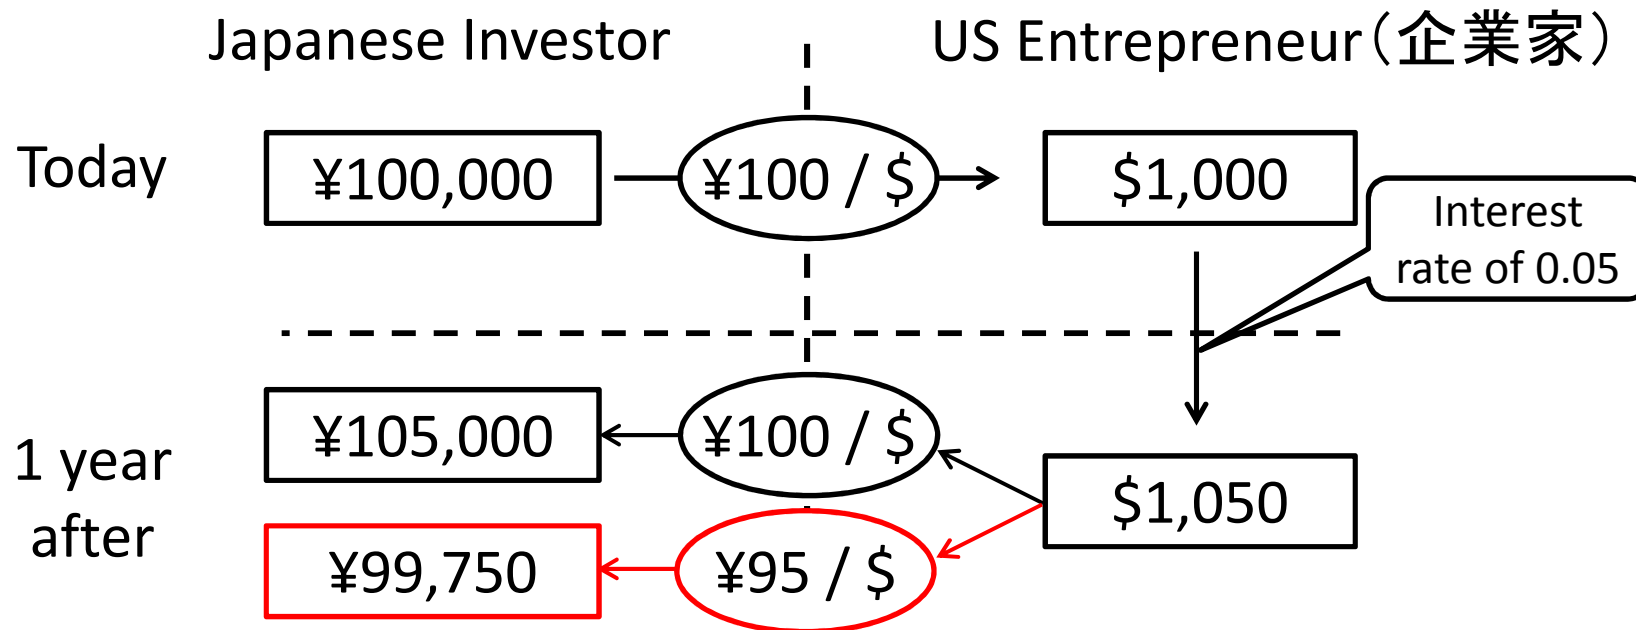 Japanese Investor
US Entrepreneur（企業家）
Today
¥100,000
¥100 / $
$1,000
Interest
rate of 0.05
1 year
after
¥105,000
¥100 / $
$1,050
¥99,750
¥95 / $